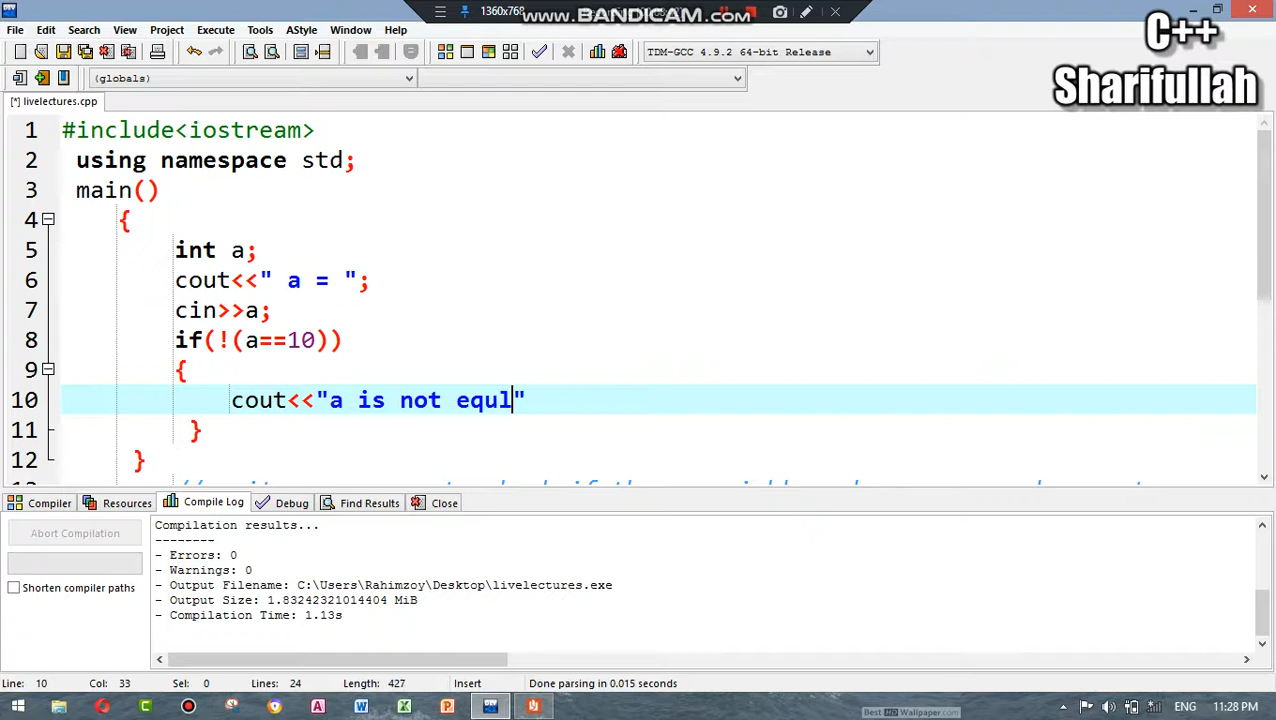 1360x768
www.BANDICAM.com
C++
Sharifullah
File Edit Search View Project Execute Tools AStyle Window Help
TDM-GCC 4.9.2 64-bit Release
(globals)
[*] livelectures.cpp
1 #include<iostream>
2 using namespace std;
3 main()
4 {
5 int a;
6 cout<<" a = ";
7 cin>>a;
8 if(!(a==10))
9 {
10 cout<<"a is not equl"
11 }
12 }
Compiler Resources Compile Log Debug Find Results Close
Abort Compilation
Shorten compiler paths
Compilation results...
--------
- Errors: 0
- Warnings: 0
- Output Filename: C:\Users\Rahimzoy\Desktop\livelectures.exe
- Output Size: 1.83242321014404 MiB
- Compilation Time: 1.13s
Line: 10 Col: 33 Sel: 0 Lines: 24 Length: 427 Insert Done parsing in 0.015 seconds
Best HD Wallpaper.com
ENG 11:28 PM